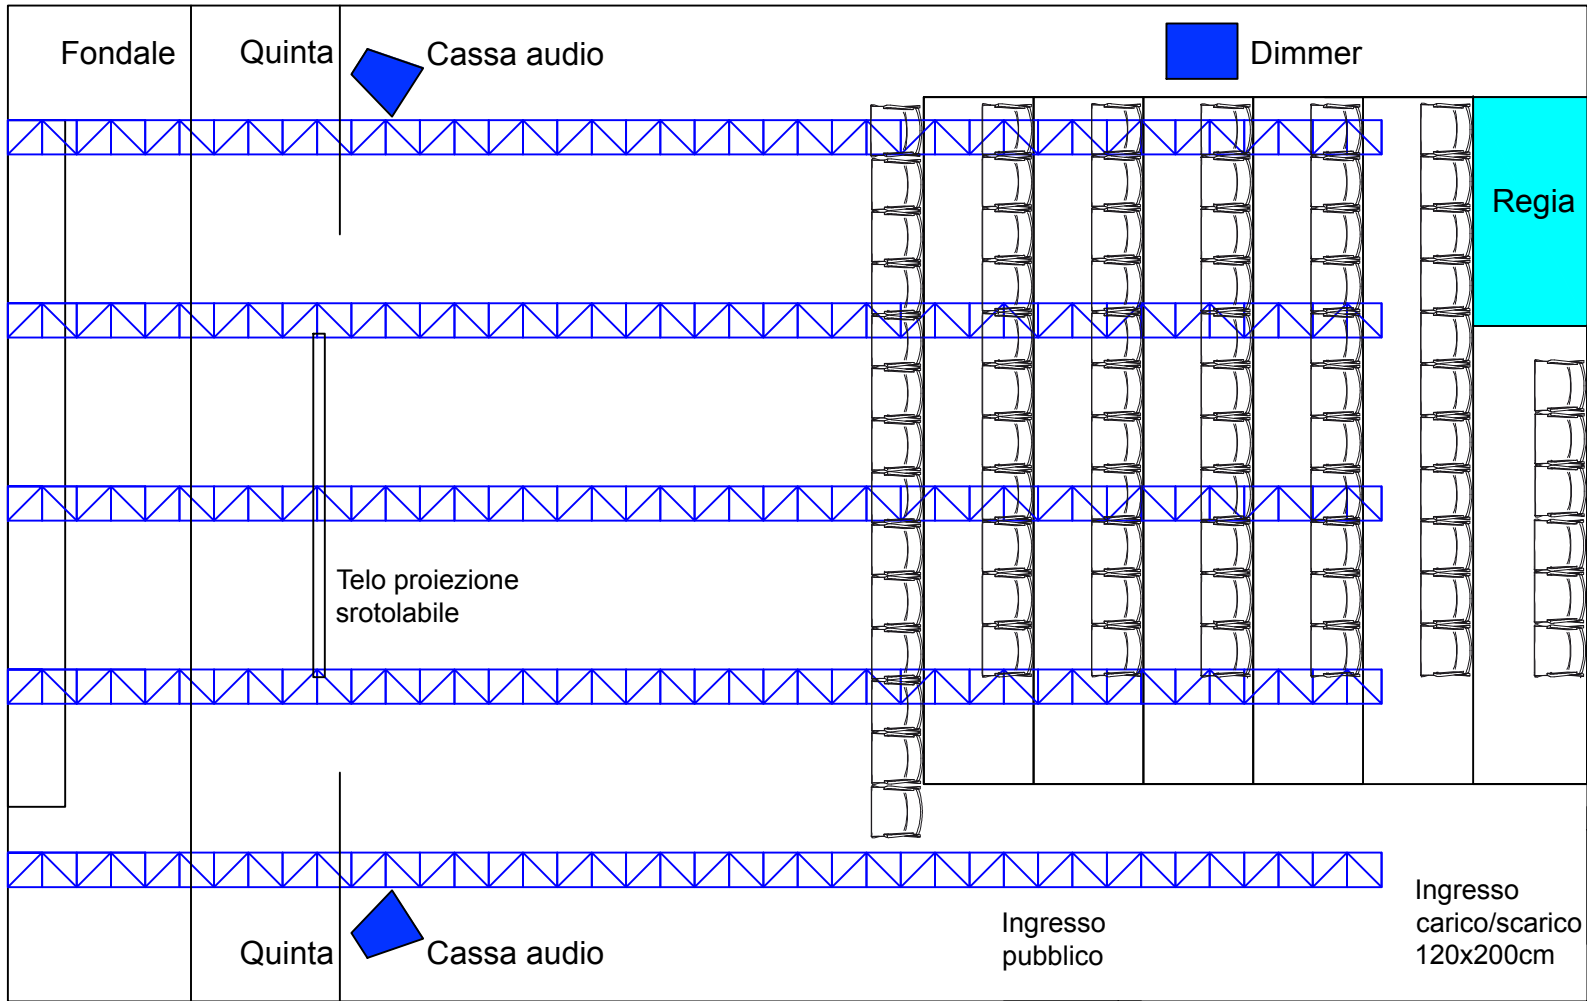 Fondale
Quinta
Cassa audio
Dimmer
Regia
Telo proiezione
srotolabile
Quinta
Cassa audio
Ingresso
pubblico
Ingresso
carico/scarico
120x200cm